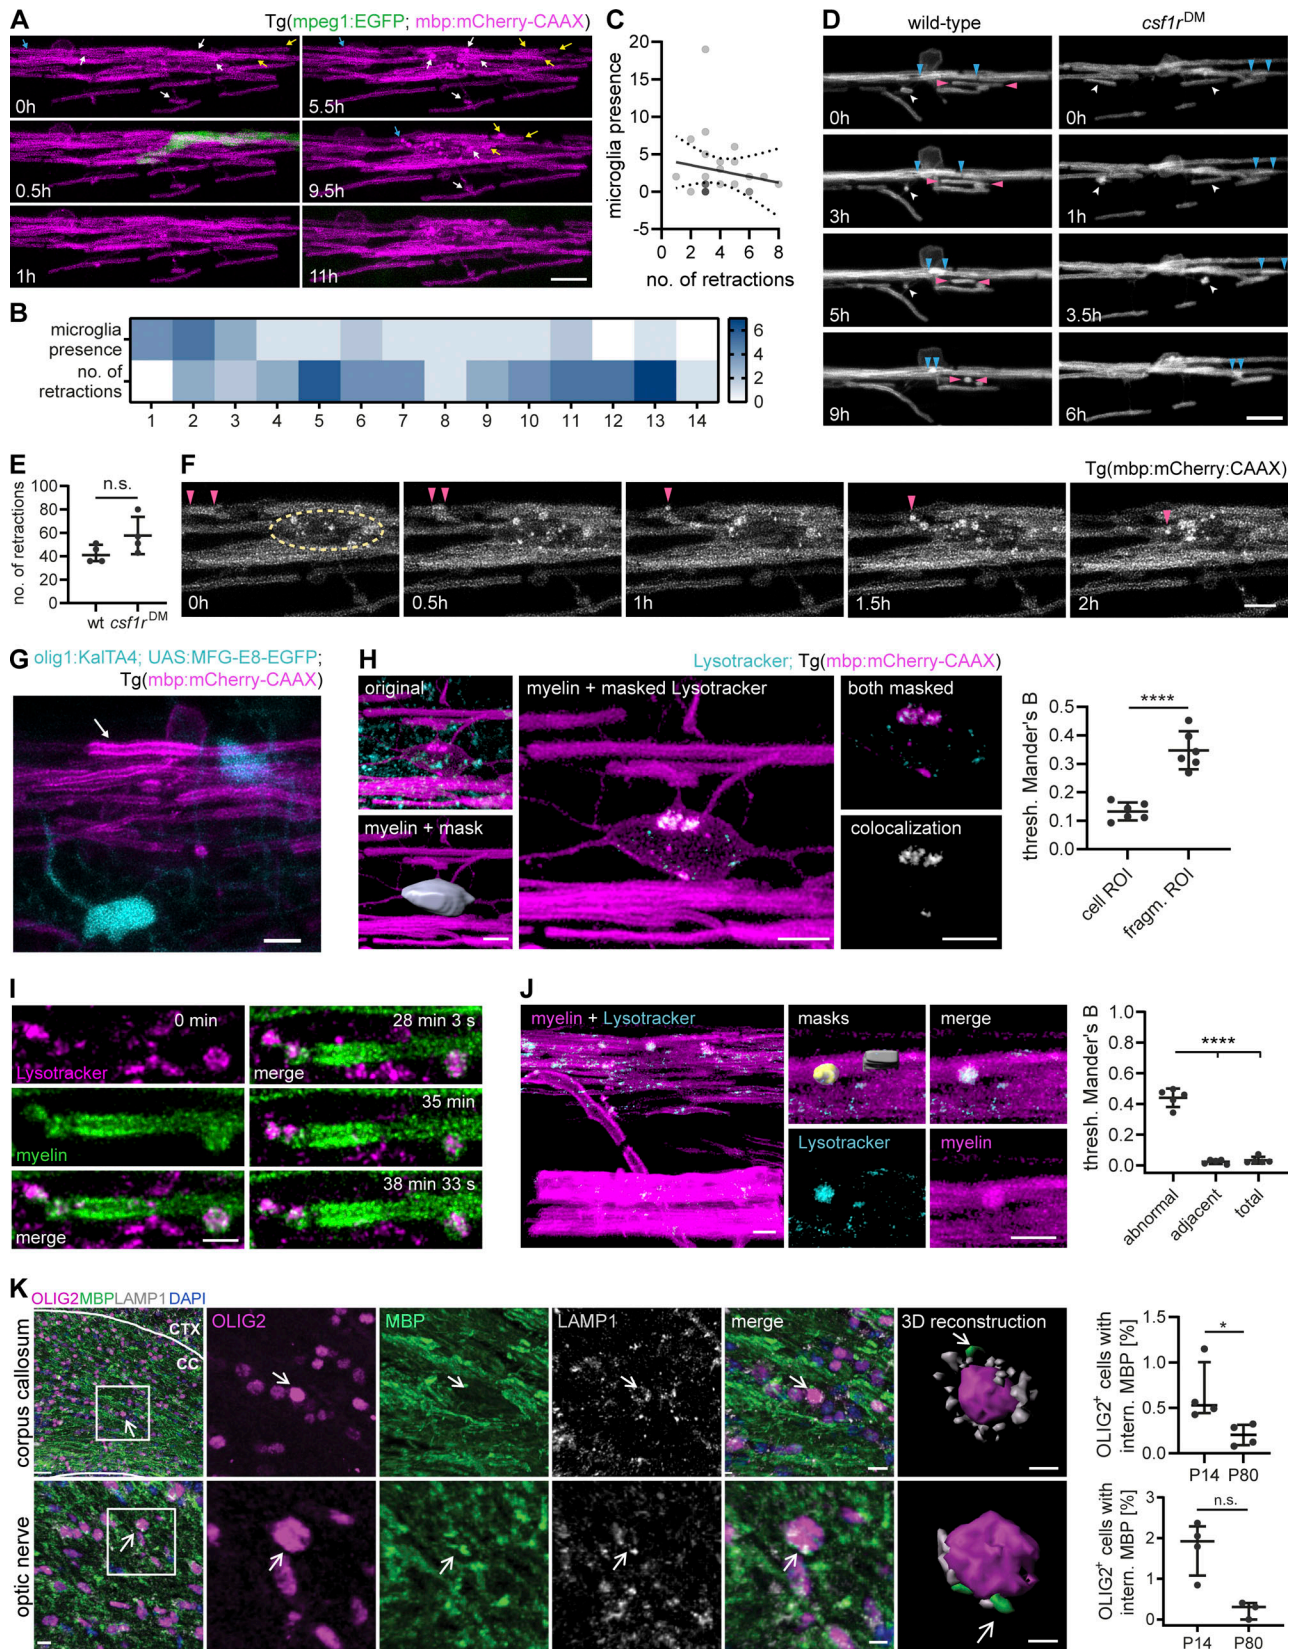 A
Tg(mpeg1:EGFP; mbp:mCherry-CAAX)
0h
5.5h
0.5h
9.5h
1h
11h
B
microglia
presence
no. of
retractions
1 2 3 4 5 6 7 8 9 10 11 12 13 14
6
4
2
0
C
microglia presence
20
15
10
5
0
-5
0 2 4 6 8
no. of retractions
D
wild-type
csf1rDM
0h
0h
3h
1h
5h
3.5h
9h
6h
E
no. of retractions
100
80
60
40
20
0
n.s.
wt csf1rDM
F
Tg(mbp:mCherry:CAAX)
0h
0.5h
1h
1.5h
2h
G
olig1:KalTA4; UAS:MFG-E8-EGFP;
Tg(mbp:mCherry-CAAX)
H
Lysotracker; Tg(mbp:mCherry-CAAX)
original
myelin + masked Lysotracker
both masked
myelin + mask
colocalization
thresh. Mander's B
0.5
0.4
0.3
0.2
0.1
0.0
****
cell ROI
fragm. ROI
I
0 min
Lysotracker
28 min 3 s
merge
myelin
35 min
merge
38 min 33 s
J
myelin + Lysotracker
masks
merge
Lysotracker
myelin
thresh. Mander's B
1.0
0.8
0.6
0.4
0.2
0.0
****
abnormal
adjacent
total
K
OLIG2 MBP LAMP1 DAPI
corpus callosum
CTX
CC
OLIG2
MBP
LAMP1
merge
3D reconstruction
OLIG2+ cells with
intern. MBP [%]
1.5
1.0
0.5
0.0
*
P14 P80
optic nerve
OLIG2+ cells with
intern. MBP [%]
3
2
1
0
n.s.
P14 P80